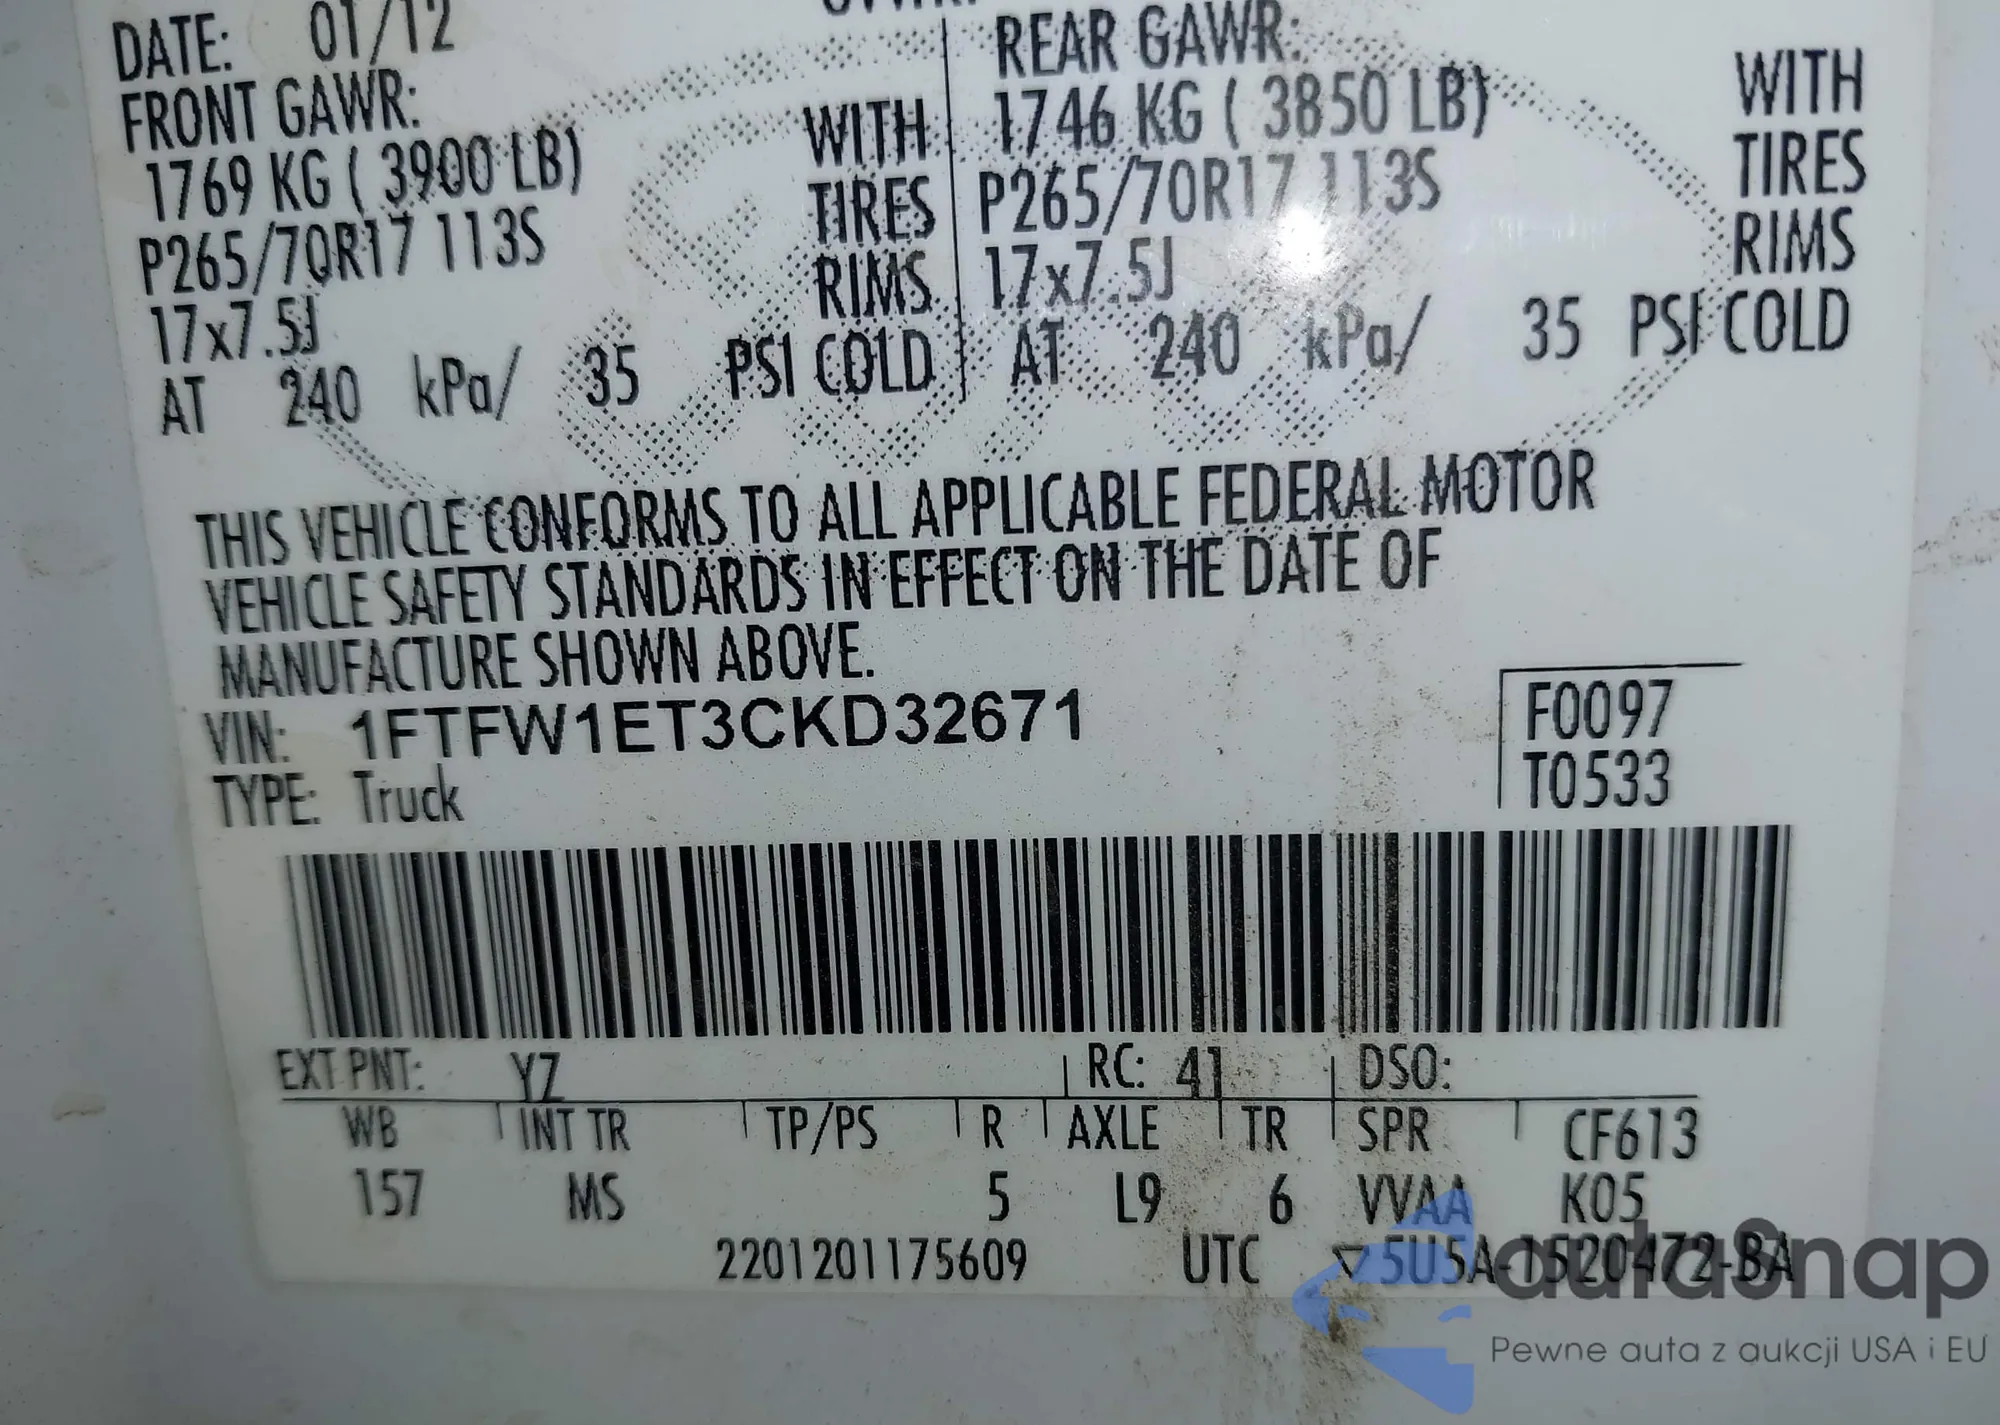 DATE: 01/12
FRONT GAWR:
1769 KG ( 3900 LB)
P265/70R17 113S
17x7.5J
AT 240 kPa/ 35 PSI COLD
WITH
TIRES
RIMS
REAR GAWR:
1746 KG ( 3850 LB)
P265/70R17 113S
17x7.5J
AT 240 kPa/ 35 PSI COLD
WITH
TIRES
RIMS
THIS VEHICLE CONFORMS TO ALL APPLICABLE FEDERAL MOTOR
VEHICLE SAFETY STANDARDS IN EFFECT ON THE DATE OF
MANUFACTURE SHOWN ABOVE.
VIN: 1FTFW1ET3CKD32671
TYPE: Truck
F0097
T0533
EXT PNT: YZ RC: 41 DSO:
WB INT TR TP/PS R AXLE TR SPR CF613
157 MS 5 L9 6 VVAA K05
2201201175609 UTC ▽5U5A-1520472-BA
autasnap
Pewne auta z aukcji USA i EU